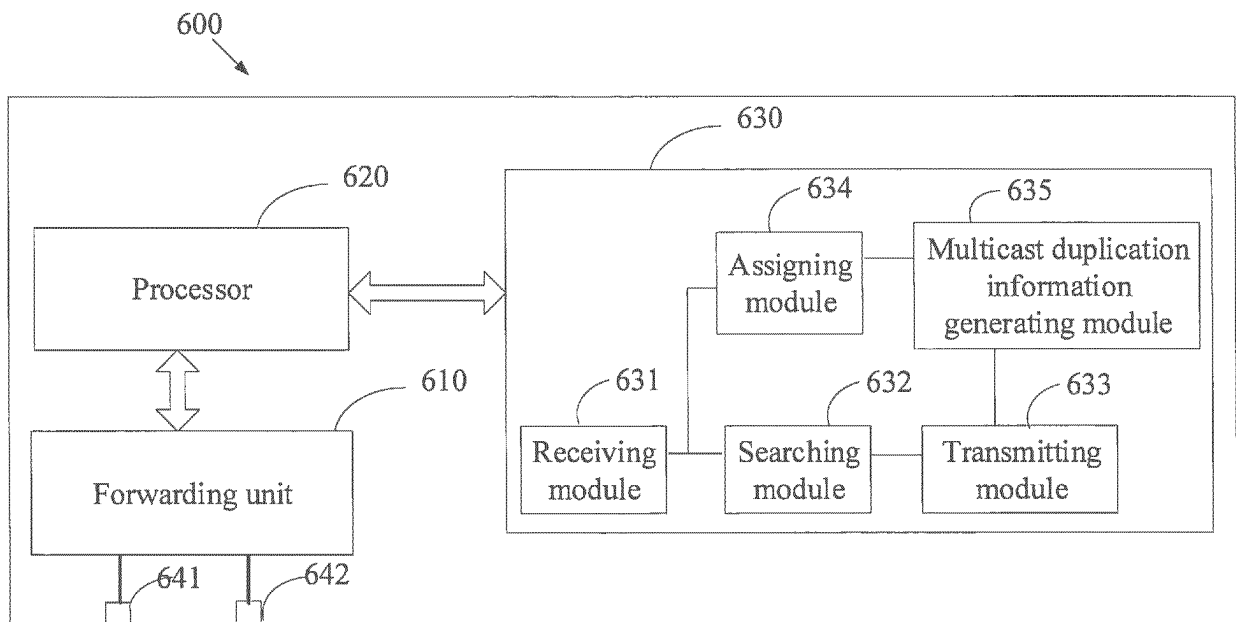 600
630
620
634
635
Processor
Assigning
module
Multicast duplication
information
generating module
610
631
632
633
Forwarding unit
Receiving
module
Searching
module
Transmitting
module
641
642